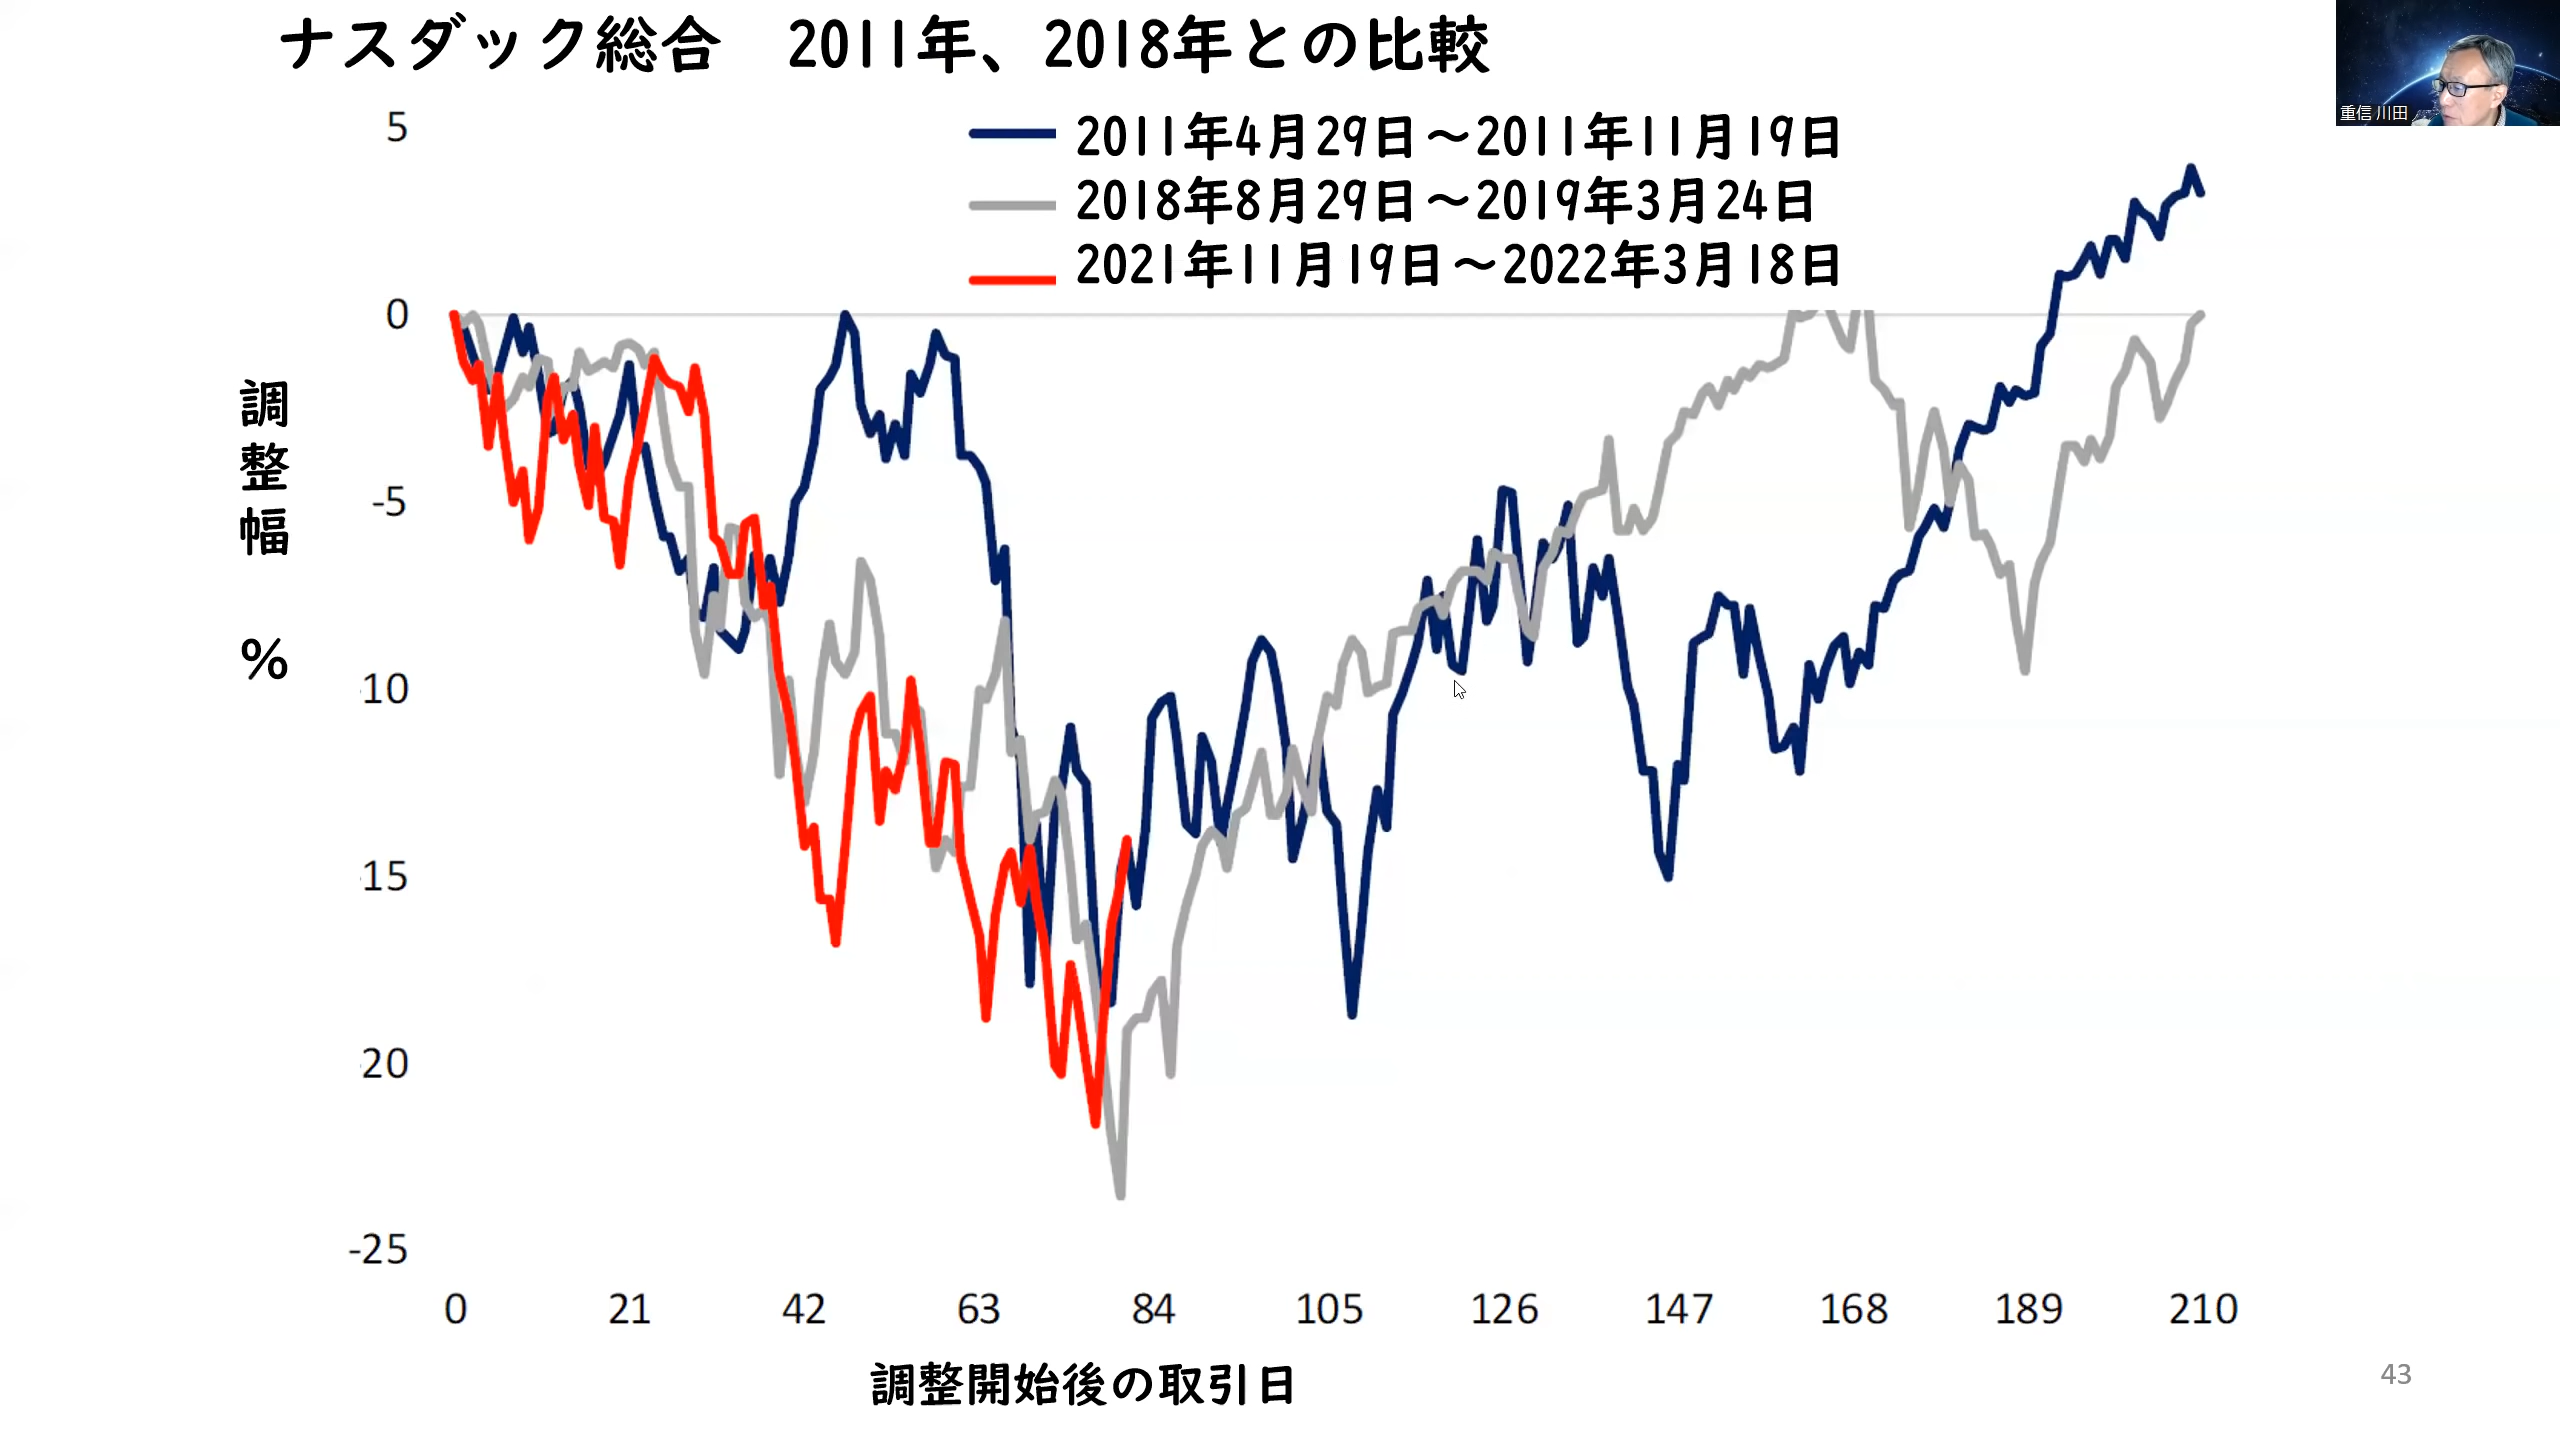 ナスダック総合　2011年、2018年との比較
重信 川田
2011年4月29日～2011年11月19日
2018年8月29日～2019年3月24日
2021年11月19日～2022年3月18日
5
0
-5
10
15
20
-25
調整幅　％
0 21 42 63 84 105 126 147 168 189 210
調整開始後の取引日
43